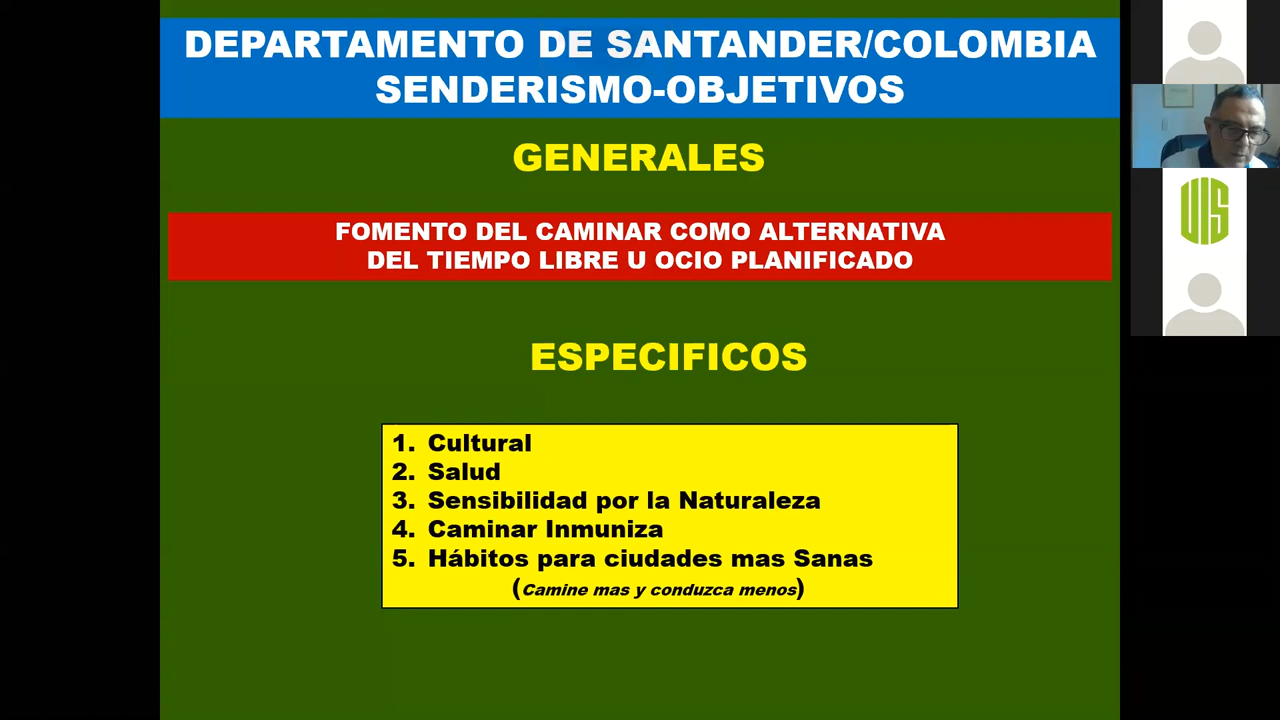 DEPARTAMENTO DE SANTANDER/COLOMBIA
SENDERISMO-OBJETIVOS
GENERALES
FOMENTO DEL CAMINAR COMO ALTERNATIVA
DEL TIEMPO LIBRE U OCIO PLANIFICADO
ESPECIFICOS
1. Cultural
2. Salud
3. Sensibilidad por la Naturaleza
4. Caminar Inmuniza
5. Hábitos para ciudades mas Sanas
(Camine mas y conduzca menos)
UIS